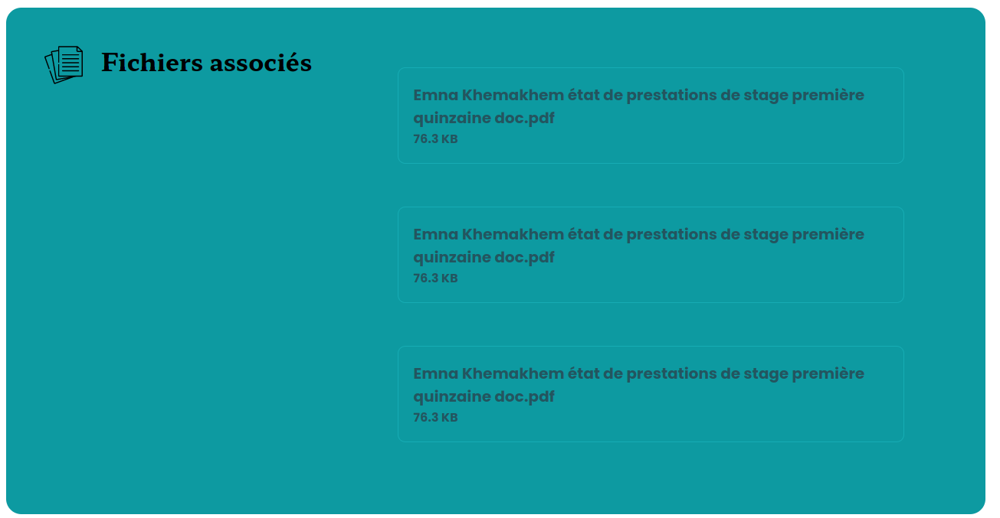 Fichiers associés
Emna Khemakhem état de prestations de stage première
quinzaine doc.pdf
76.3 KB
Emna Khemakhem état de prestations de stage première
quinzaine doc.pdf
76.3 KB
Emna Khemakhem état de prestations de stage première
quinzaine doc.pdf
76.3 KB